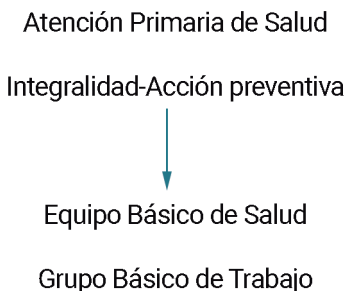 Atención Primaria de Salud
Integralidad-Acción preventiva
Equipo Básico de Salud
Grupo Básico de Trabajo